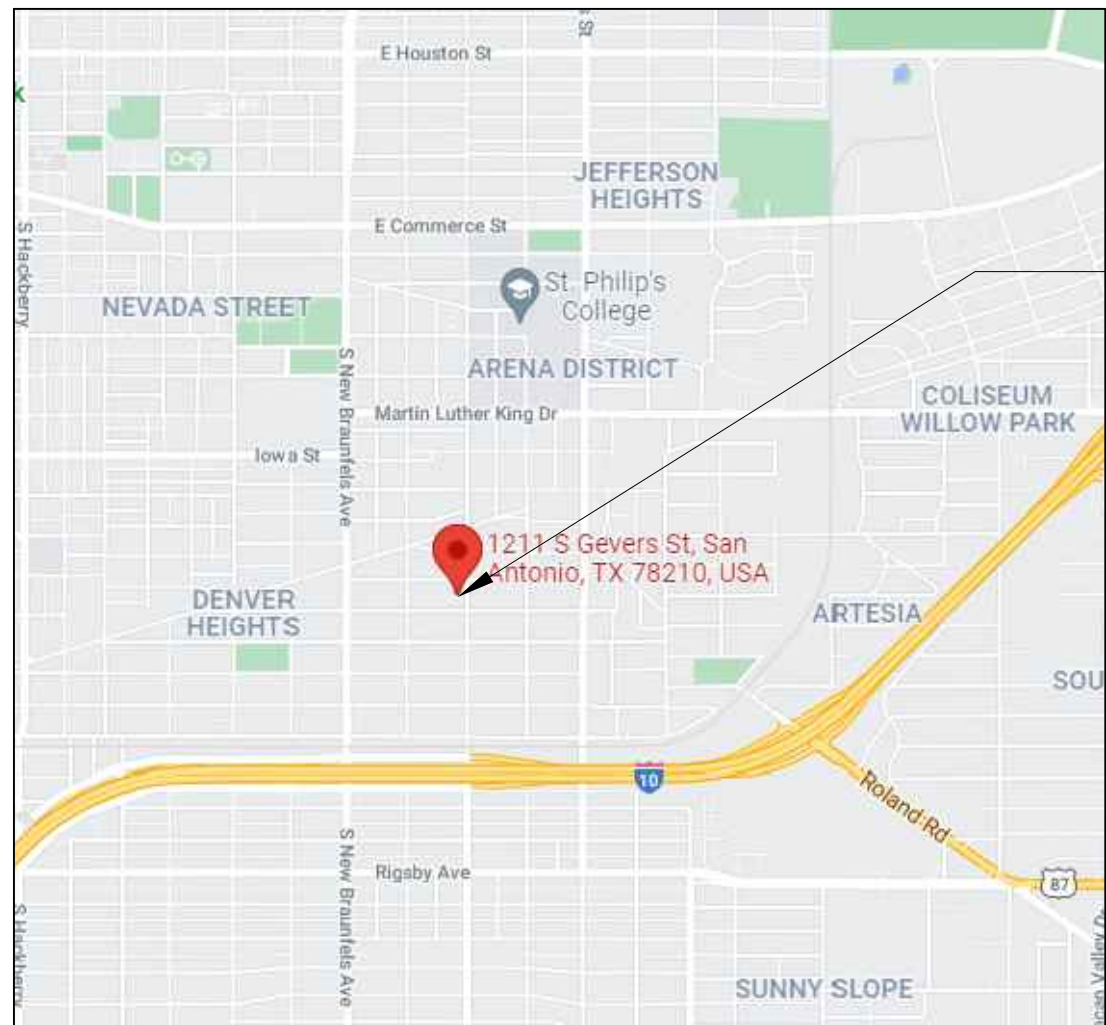 E Houston St
St
JEFFERSON
HEIGHTS
E Commerce St
S Hackberry
St. Philip's
College
NEVADA STREET
ARENA DISTRICT
S New Braunfels Ave
Martin Luther King Dr
COLISEUM
WILLOW PARK
Iowa St
1211 S Gevers St, San
Antonio, TX 78210, USA
DENVER
HEIGHTS
ARTESIA
SOU
10
Roland Rd
S New Braunfels Ave
Rigsby Ave
87
S Hackberry
SUNNY SLOPE
Valley